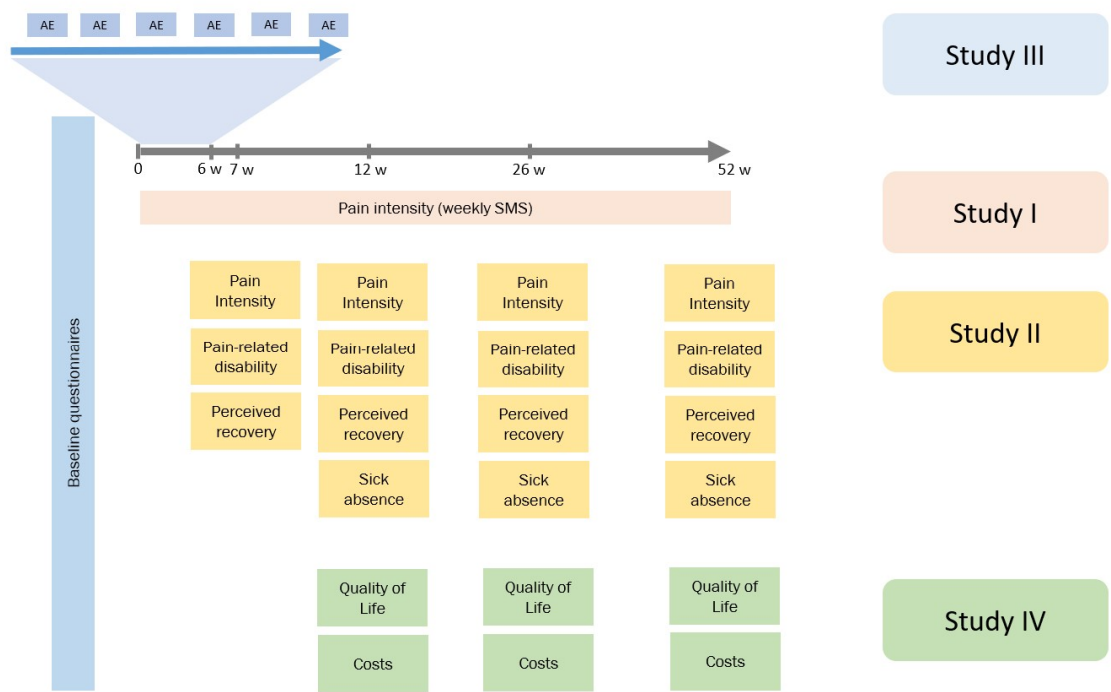 AE AE AE AE AE AE
Study III
0 6 w 7 w 12 w 26 w 52 w
Pain intensity (weekly SMS)
Study I
Baseline questionnaires
Pain
Intensity
Pain
Intensity
Pain
Intensity
Pain
Intensity
Study II
Pain-related
disability
Pain-related
disability
Pain-related
disability
Pain-related
disability
Perceived
recovery
Perceived
recovery
Perceived
recovery
Perceived
recovery
Sick
absence
Sick
absence
Sick
absence
Quality of
Life
Quality of
Life
Quality of
Life
Study IV
Costs
Costs
Costs